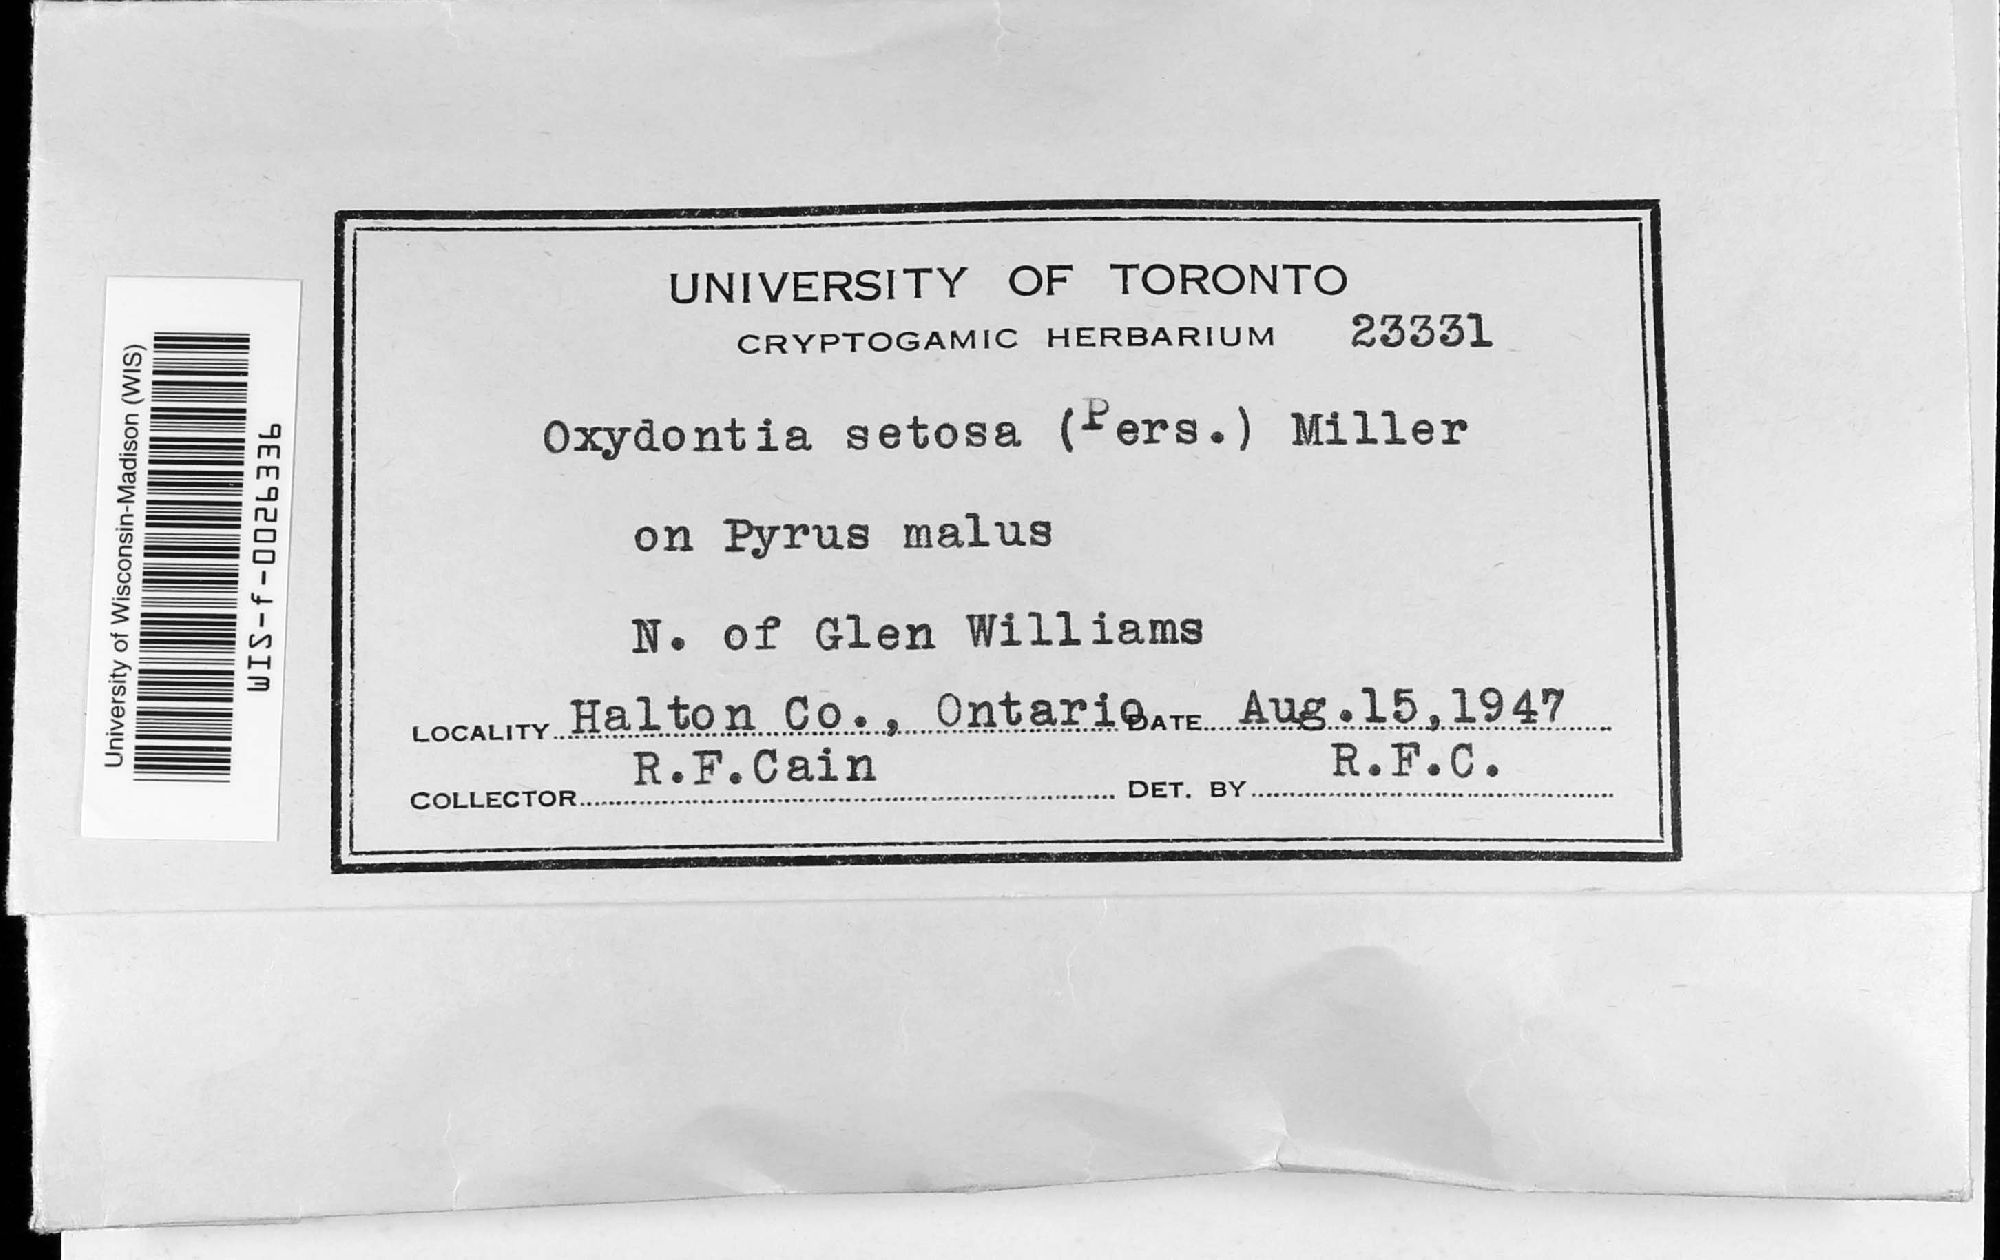 University of Wisconsin-Madison (WIS)
WIS-f-0026336
UNIVERSITY OF TORONTO
CRYPTOGAMIC HERBARIUM 23331
Oxydontia setosa (Pers.) Miller
on Pyrus malus
N. of Glen Williams
LOCALITY Halton Co., Ontario DATE Aug.15,1947
COLLECTOR R.F.Cain DET. BY R.F.C.